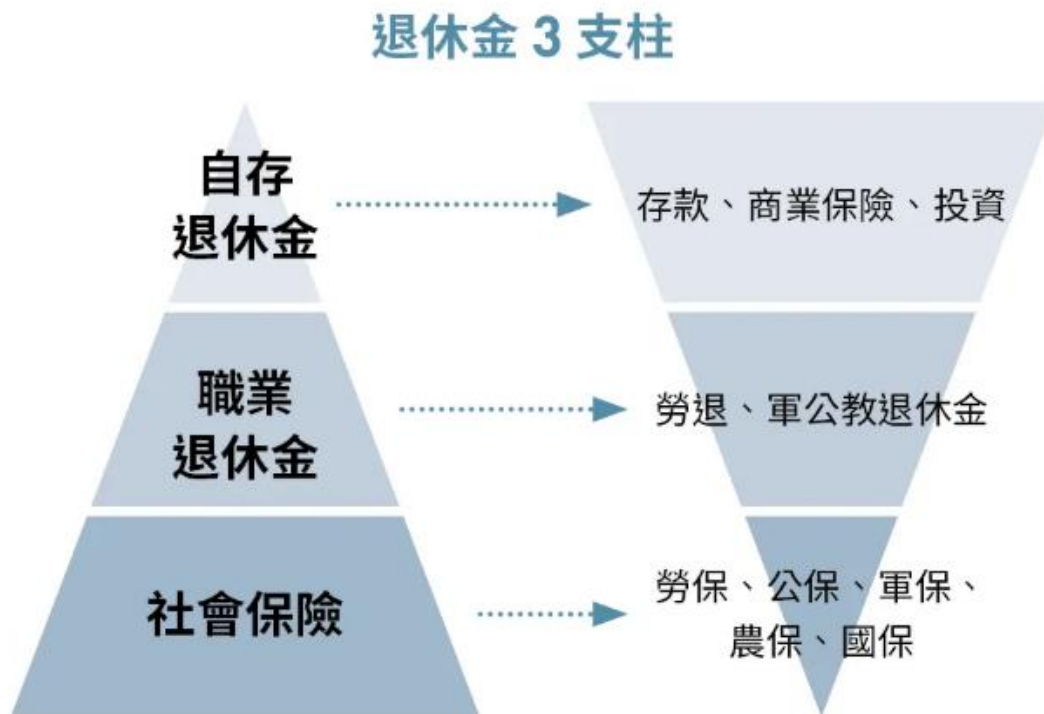 退休金 3 支柱
自存
退休金
存款、商業保險、投資
職業
退休金
勞退、軍公教退休金
社會保險
勞保、公保、軍保、
農保、國保